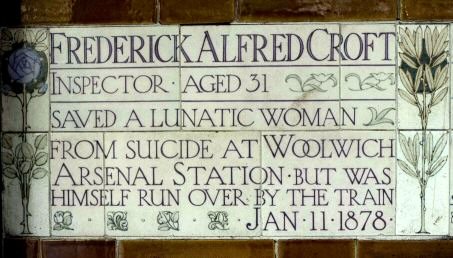 FREDERICK ALFRED CROFT
INSPECTOR · AGED 31
SAVED A LUNATIC WOMAN
FROM SUICIDE AT WOOLWICH
ARSENAL STATION · BUT WAS
HIMSELF RUN OVER BY THE TRAIN
JAN · 11 · 1878 ·